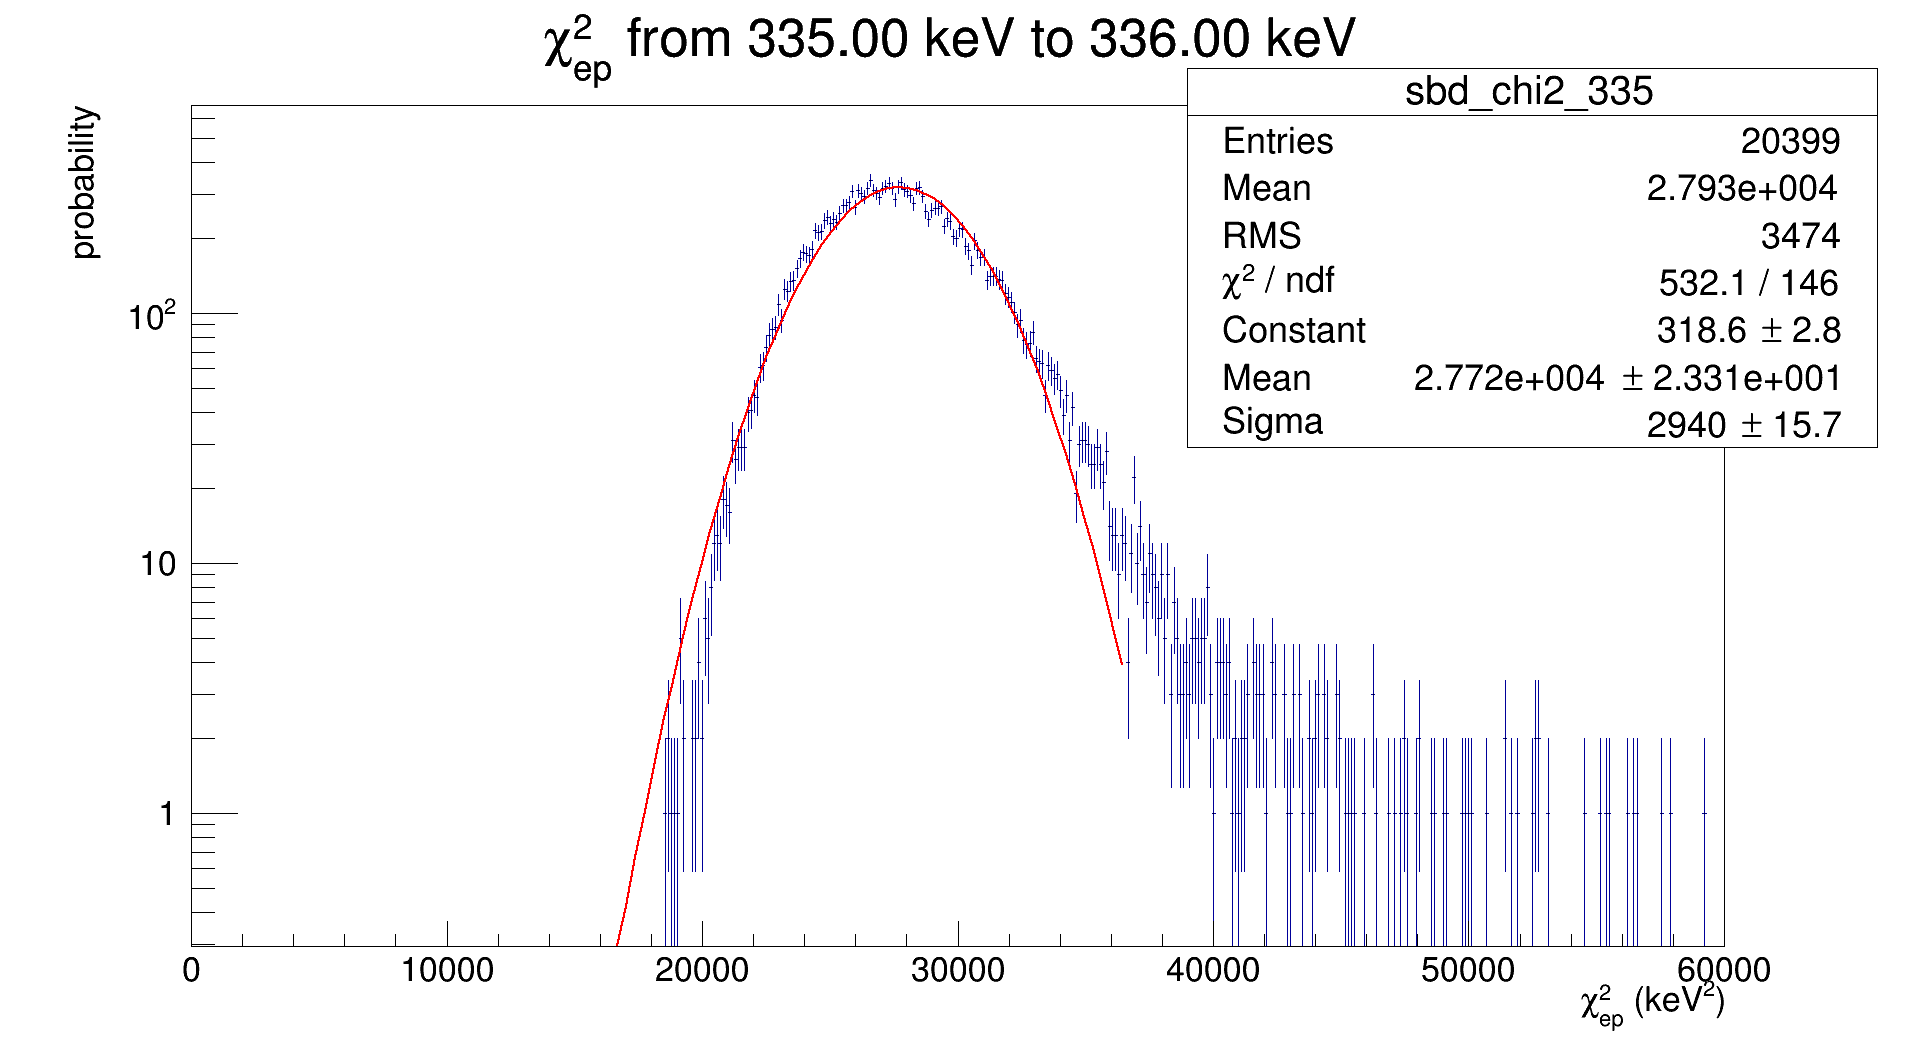 χ²ep from 335.00 keV to 336.00 keV
sbd_chi2_335
Entries 20399
Mean 2.793e+004
RMS 3474
χ² / ndf 532.1 / 146
Constant 318.6 ± 2.8
Mean 2.772e+004 ± 2.331e+001
Sigma 2940 ± 15.7
probability
10²
10
1
0 10000 20000 30000 40000 50000 60000
χ²ep (keV²)